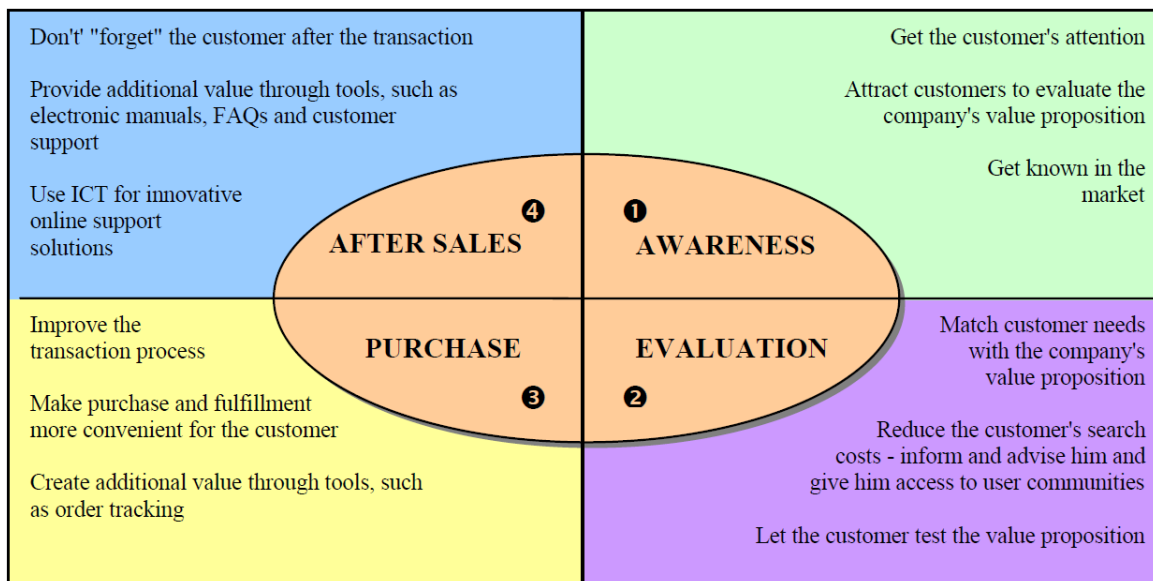 Don't' "forget" the customer after the transaction
Provide additional value through tools, such as
electronic manuals, FAQs and customer
support
Use ICT for innovative
online support
solutions
Get the customer's attention
Attract customers to evaluate the
company's value proposition
Get known in the
market
❹
AFTER SALES
❶
AWARENESS
PURCHASE
❸
EVALUATION
❷
Improve the
transaction process
Make purchase and fulfillment
more convenient for the customer
Create additional value through tools, such
as order tracking
Match customer needs
with the company's
value proposition
Reduce the customer's search
costs - inform and advise him and
give him access to user communities
Let the customer test the value proposition